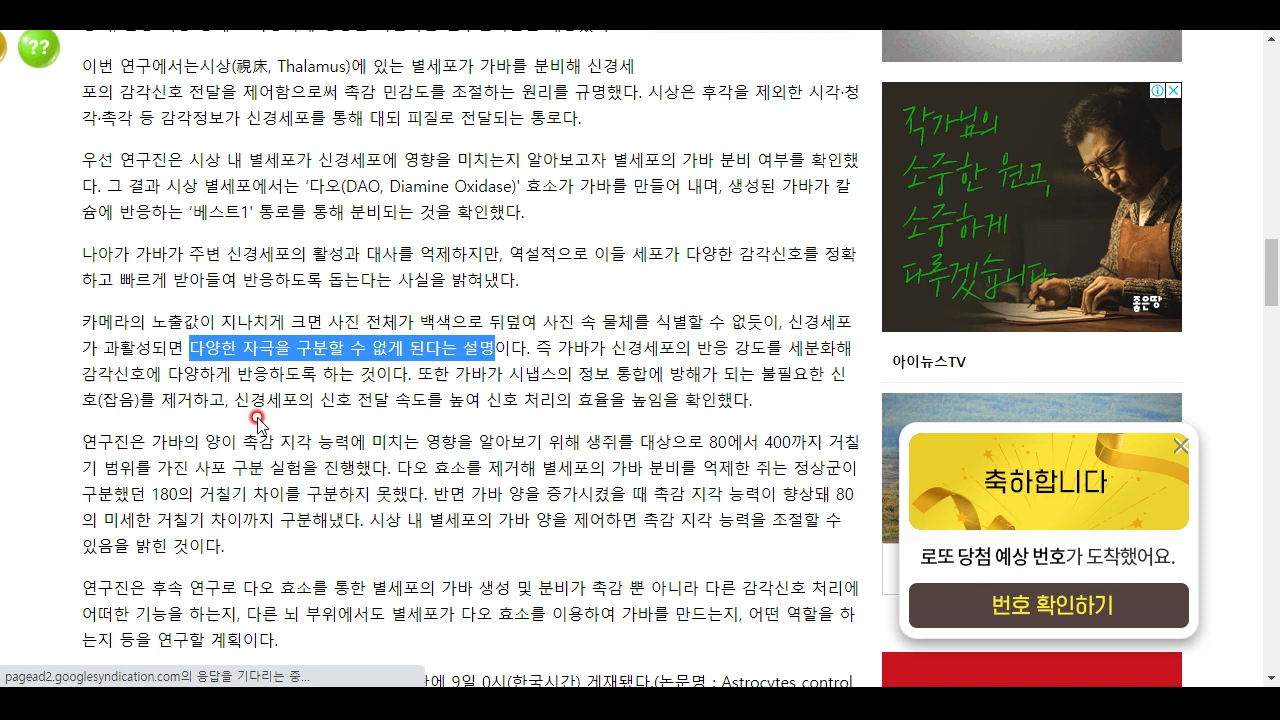 ??
이번 연구에서는시상(視床, Thalamus)에 있는 별세포가 가바를 분비해 신경세
포의 감각신호 전달을 제어함으로써 촉감 민감도를 조절하는 원리를 규명했다. 시상은 후각을 제외한 시각·청
각·촉각 등 감각정보가 신경세포를 통해 대뇌 피질로 전달되는 통로다.
우선 연구진은 시상 내 별세포가 신경세포에 영향을 미치는지 알아보고자 별세포의 가바 분비 여부를 확인했
다. 그 결과 시상 별세포에서는 '다오(DAO, Diamine Oxidase)' 효소가 가바를 만들어 내며, 생성된 가바가 칼
슘에 반응하는 '베스트1' 통로를 통해 분비되는 것을 확인했다.
나아가 가바가 주변 신경세포의 활성과 대사를 억제하지만, 역설적으로 이들 세포가 다양한 감각신호를 정확
하고 빠르게 받아들여 반응하도록 돕는다는 사실을 밝혀냈다.
카메라의 노출값이 지나치게 크면 사진 전체가 백색으로 뒤덮여 사진 속 물체를 식별할 수 없듯이, 신경세포
가 과활성되면 다양한 자극을 구분할 수 없게 된다는 설명이다. 즉 가바가 신경세포의 반응 강도를 세분화해
감각신호에 다양하게 반응하도록 하는 것이다. 또한 가바가 시냅스의 정보 통합에 방해가 되는 불필요한 신
호(잡음)를 제거하고, 신경세포의 신호 전달 속도를 높여 신호 처리의 효율을 높임을 확인했다.
연구진은 가바의 양이 촉감 지각 능력에 미치는 영향을 알아보기 위해 생쥐를 대상으로 80에서 400까지 거칠
기 범위를 가진 사포 구분 실험을 진행했다. 다오 효소를 제거해 별세포의 가바 분비를 억제한 쥐는 정상군이
구분했던 180의 거칠기 차이를 구분하지 못했다. 반면 가바 양을 증가시켰을 때 촉감 지각 능력이 향상돼 80
의 미세한 거칠기 차이까지 구분해냈다. 시상 내 별세포의 가바 양을 제어하면 촉감 지각 능력을 조절할 수
있음을 밝힌 것이다.
연구진은 후속 연구로 다오 효소를 통한 별세포의 가바 생성 및 분비가 촉감 뿐 아니라 다른 감각신호 처리에
어떠한 기능을 하는지, 다른 뇌 부위에서도 별세포가 다오 효소를 이용하여 가바를 만드는지, 어떤 역할을 하
는지 등을 연구할 계획이다.
에 9일 0시(한국시간) 게재됐다.(논문명 : Astrocytes control
pagead2.googlesyndication.com의 응답을 기다리는 중...
작가님의
소중한 원고,
소중하게
다루겠습니다
좋은땅
아이뉴스TV
축하합니다
로또 당첨 예상 번호가 도착했어요.
번호 확인하기